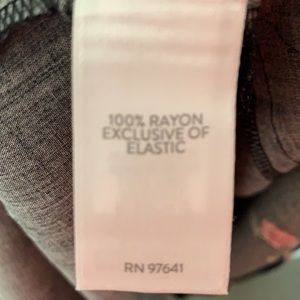 100% RAYON
EXCLUSIVE OF
ELASTIC
RN 97641